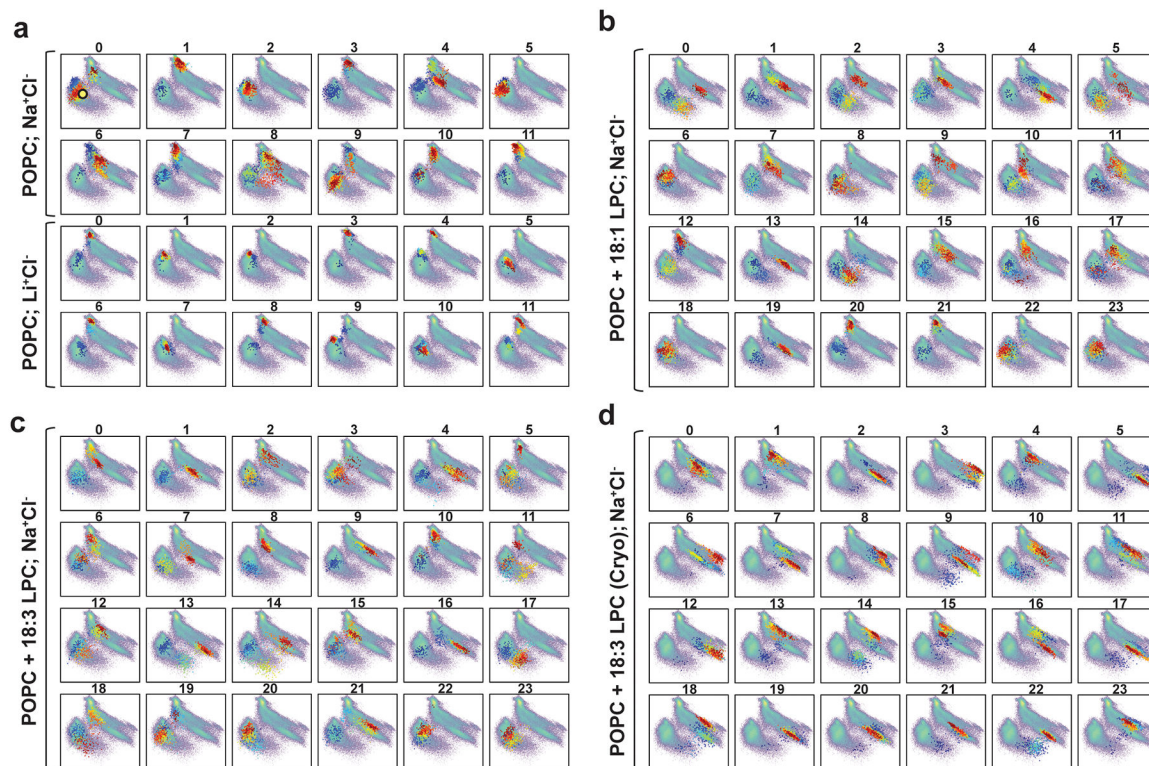 a
POPC; Na⁺Cl⁻
0 1 2 3 4 5
6 7 8 9 10 11
POPC; Li⁺Cl⁻
0 1 2 3 4 5
6 7 8 9 10 11
b
POPC + 18:1 LPC; Na⁺Cl⁻
0 1 2 3 4 5
6 7 8 9 10 11
12 13 14 15 16 17
18 19 20 21 22 23
c
POPC + 18:3 LPC; Na⁺Cl⁻
0 1 2 3 4 5
6 7 8 9 10 11
12 13 14 15 16 17
18 19 20 21 22 23
d
POPC + 18:3 LPC (Cryo); Na⁺Cl⁻
0 1 2 3 4 5
6 7 8 9 10 11
12 13 14 15 16 17
18 19 20 21 22 23